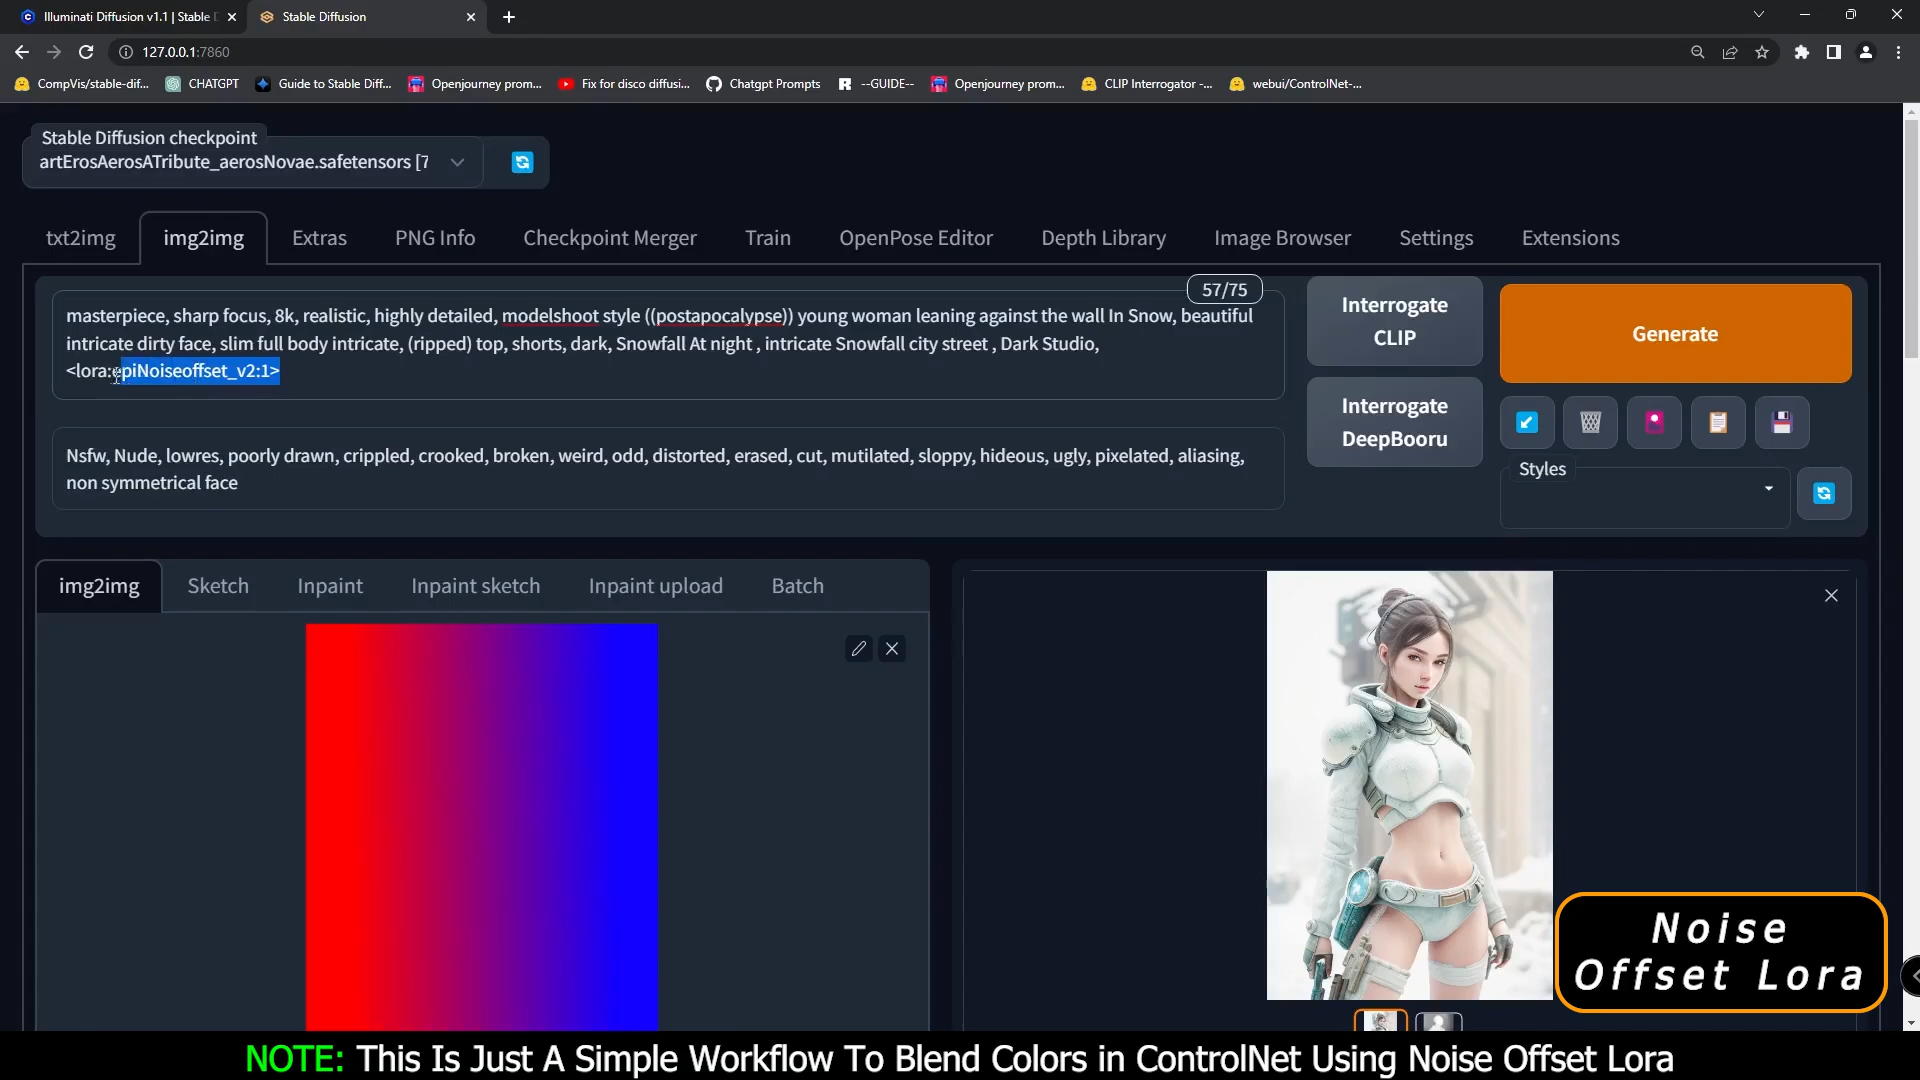 Illuminati Diffusion v1.1 | Stable D
Stable Diffusion
127.0.0.1:7860
CompVis/stable-dif...
CHATGPT
Guide to Stable Diff...
Openjourney prom...
Fix for disco diffusi...
Chatgpt Prompts
--GUIDE--
Openjourney prom...
CLIP Interrogator -...
webui/ControlNet-...
Stable Diffusion checkpoint
artErosAerosATribute_aerosNovae.safetensors [7
txt2img
img2img
Extras
PNG Info
Checkpoint Merger
Train
OpenPose Editor
Depth Library
Image Browser
Settings
Extensions
57/75
masterpiece, sharp focus, 8k, realistic, highly detailed, modelshoot style ((postapocalypse)) young woman leaning against the wall In Snow, beautiful
intricate dirty face, slim full body intricate, (ripped) top, shorts, dark, Snowfall At night , intricate Snowfall city street , Dark Studio,
<lora:epiNoiseoffset_v2:1>
Interrogate
CLIP
Generate
Interrogate
DeepBooru
Nsfw, Nude, lowres, poorly drawn, crippled, crooked, broken, weird, odd, distorted, erased, cut, mutilated, sloppy, hideous, ugly, pixelated, aliasing,
non symmetrical face
Styles
img2img
Sketch
Inpaint
Inpaint sketch
Inpaint upload
Batch
Noise
Offset Lora
NOTE: This Is Just A Simple Workflow To Blend Colors in ControlNet Using Noise Offset Lora